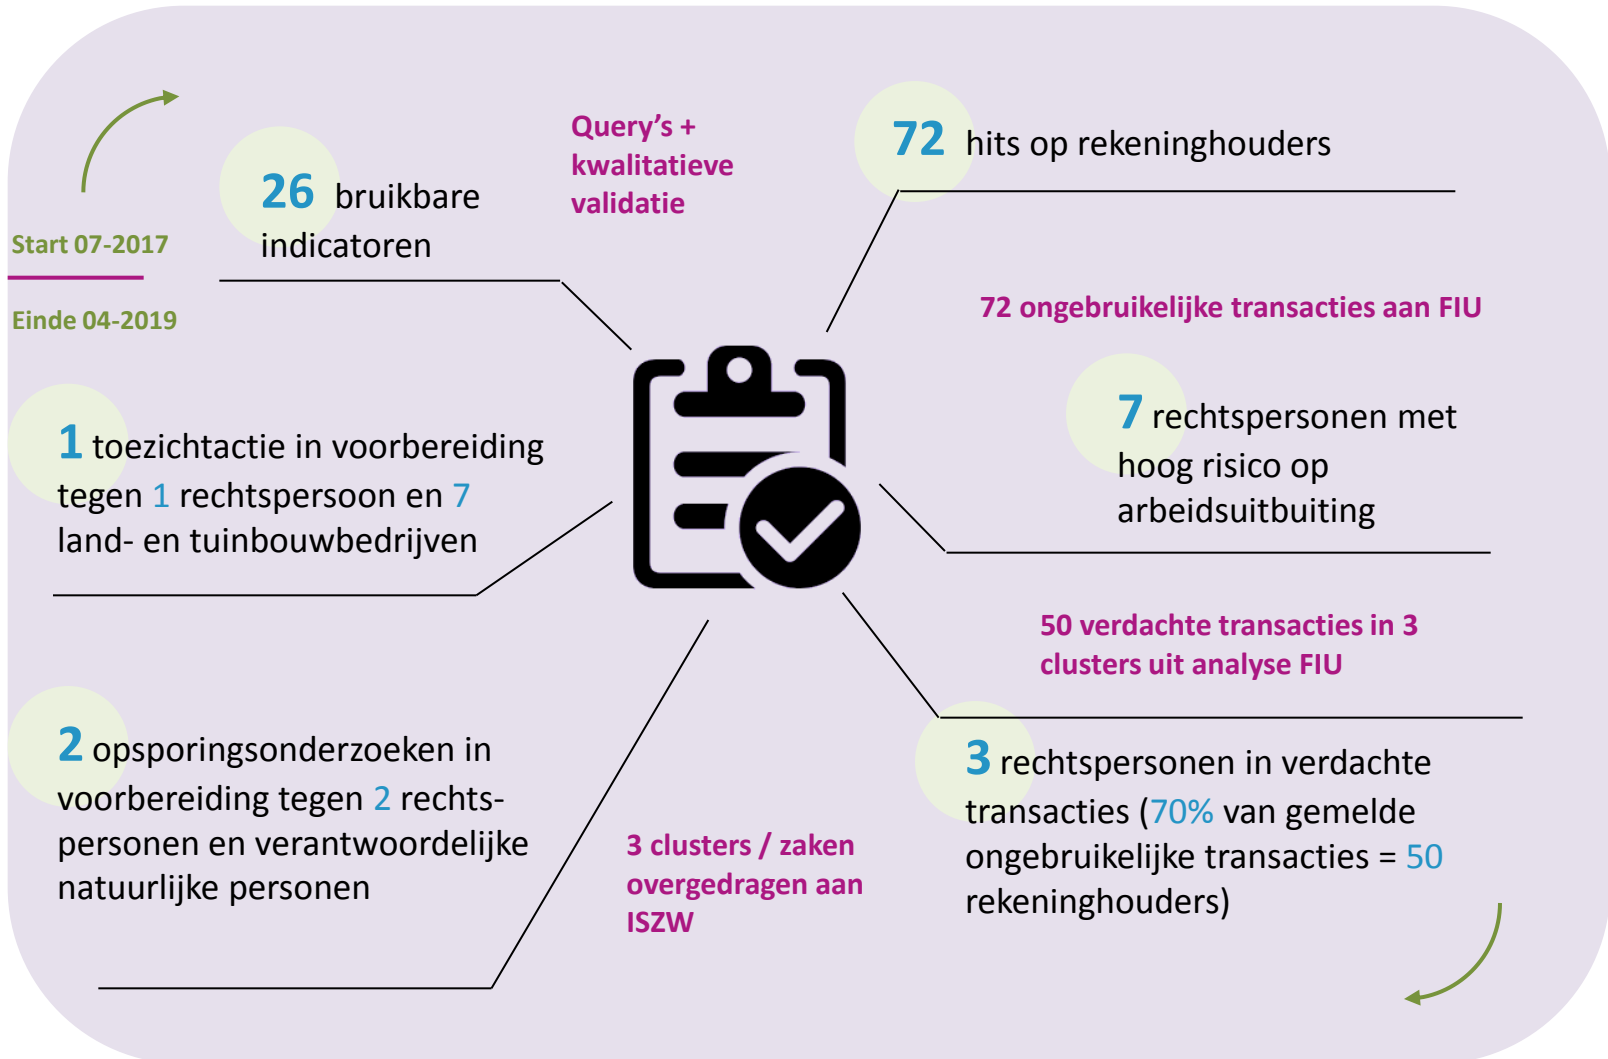 Start 07-2017
Einde 04-2019
26 bruikbare
indicatoren
Query's +
kwalitatieve
validatie
72 hits op rekeninghouders
72 ongebruikelijke transacties aan FIU
7 rechtspersonen met
hoog risico op
arbeidsuitbuiting
50 verdachte transacties in 3
clusters uit analyse FIU
3 rechtspersonen in verdachte
transacties (70% van gemelde
ongebruikelijke transacties = 50
rekeninghouders)
3 clusters / zaken
overgedragen aan
ISZW
2 opsporingsonderzoeken in
voorbereiding tegen 2 rechts-
personen en verantwoordelijke
natuurlijke personen
1 toezichtactie in voorbereiding
tegen 1 rechtspersoon en 7
land- en tuinbouwbedrijven